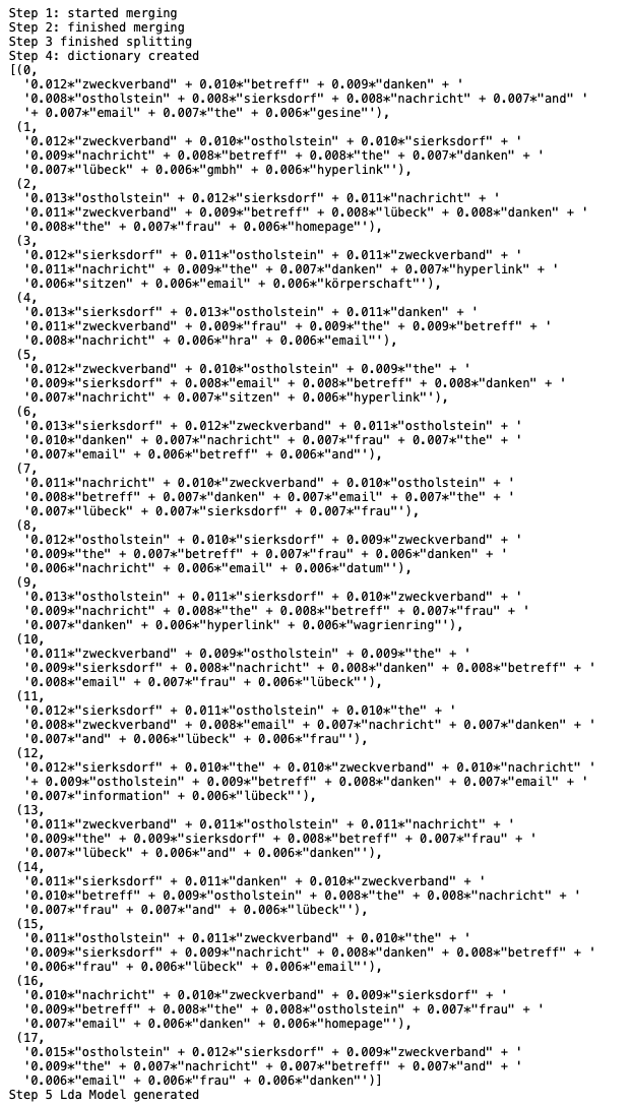 Step 1: started merging
Step 2: finished merging
Step 3 finished splitting
Step 4: dictionary created
[(0,
'0.012*"zweckverband" + 0.010*"betreff" + 0.009*"danken" + '
'0.008*"ostholstein" + 0.008*"sierksdorf" + 0.008*"nachricht" + 0.007*"and" '
'+ 0.007*"email" + 0.007*"the" + 0.006*"gesine"'),
(1,
'0.012*"zweckverband" + 0.010*"ostholstein" + 0.010*"sierksdorf" + '
'0.009*"nachricht" + 0.008*"betreff" + 0.008*"the" + 0.007*"danken" + '
'0.007*"lübeck" + 0.006*"gmbh" + 0.006*"hyperlink"'),
(2,
'0.013*"ostholstein" + 0.012*"sierksdorf" + 0.011*"nachricht" + '
'0.011*"zweckverband" + 0.009*"betreff" + 0.008*"lübeck" + 0.008*"danken" + '
'0.008*"the" + 0.007*"frau" + 0.006*"homepage"'),
(3,
'0.012*"sierksdorf" + 0.011*"ostholstein" + 0.011*"zweckverband" + '
'0.011*"nachricht" + 0.009*"the" + 0.007*"danken" + 0.007*"hyperlink" + '
'0.006*"sitzen" + 0.006*"email" + 0.006*"körperschaft"'),
(4,
'0.013*"sierksdorf" + 0.013*"ostholstein" + 0.011*"danken" + '
'0.011*"zweckverband" + 0.009*"frau" + 0.009*"the" + 0.009*"betreff" + '
'0.008*"nachricht" + 0.006*"hra" + 0.006*"email"'),
(5,
'0.012*"zweckverband" + 0.010*"ostholstein" + 0.009*"the" + '
'0.009*"sierksdorf" + 0.008*"email" + 0.008*"betreff" + 0.008*"danken" + '
'0.007*"nachricht" + 0.007*"sitzen" + 0.006*"hyperlink"'),
(6,
'0.013*"sierksdorf" + 0.012*"zweckverband" + 0.011*"ostholstein" + '
'0.010*"danken" + 0.007*"nachricht" + 0.007*"frau" + 0.007*"the" + '
'0.007*"email" + 0.006*"betreff" + 0.006*"and"'),
(7,
'0.011*"nachricht" + 0.010*"zweckverband" + 0.010*"ostholstein" + '
'0.008*"betreff" + 0.007*"danken" + 0.007*"email" + 0.007*"the" + '
'0.007*"lübeck" + 0.007*"sierksdorf" + 0.007*"frau"'),
(8,
'0.012*"ostholstein" + 0.010*"sierksdorf" + 0.009*"zweckverband" + '
'0.009*"the" + 0.007*"betreff" + 0.007*"frau" + 0.006*"danken" + '
'0.006*"nachricht" + 0.006*"email" + 0.006*"datum"'),
(9,
'0.013*"ostholstein" + 0.011*"sierksdorf" + 0.010*"zweckverband" + '
'0.009*"nachricht" + 0.008*"the" + 0.008*"betreff" + 0.007*"frau" + '
'0.007*"danken" + 0.006*"hyperlink" + 0.006*"wagrienring"'),
(10,
'0.011*"zweckverband" + 0.009*"ostholstein" + 0.009*"the" + '
'0.009*"sierksdorf" + 0.008*"nachricht" + 0.008*"danken" + 0.008*"betreff" + '
'0.008*"email" + 0.007*"frau" + 0.006*"lübeck"'),
(11,
'0.012*"sierksdorf" + 0.011*"ostholstein" + 0.010*"the" + '
'0.008*"zweckverband" + 0.008*"email" + 0.007*"nachricht" + 0.007*"danken" + '
'0.007*"and" + 0.006*"lübeck" + 0.006*"frau"'),
(12,
'0.012*"sierksdorf" + 0.010*"the" + 0.010*"zweckverband" + 0.010*"nachricht" '
'+ 0.009*"ostholstein" + 0.009*"betreff" + 0.008*"danken" + 0.007*"email" + '
'0.007*"information" + 0.006*"lübeck"'),
(13,
'0.011*"zweckverband" + 0.011*"ostholstein" + 0.011*"nachricht" + '
'0.009*"the" + 0.009*"sierksdorf" + 0.008*"betreff" + 0.007*"frau" + '
'0.007*"lübeck" + 0.006*"and" + 0.006*"danken"'),
(14,
'0.011*"sierksdorf" + 0.011*"danken" + 0.010*"zweckverband" + '
'0.010*"betreff" + 0.009*"ostholstein" + 0.008*"the" + 0.008*"nachricht" + '
'0.007*"frau" + 0.007*"and" + 0.006*"lübeck"'),
(15,
'0.011*"ostholstein" + 0.011*"zweckverband" + 0.010*"the" + '
'0.009*"sierksdorf" + 0.009*"nachricht" + 0.008*"danken" + 0.008*"betreff" + '
'0.006*"frau" + 0.006*"lübeck" + 0.006*"email"'),
(16,
'0.010*"nachricht" + 0.010*"zweckverband" + 0.009*"sierksdorf" + '
'0.009*"betreff" + 0.008*"the" + 0.008*"ostholstein" + 0.007*"frau" + '
'0.007*"email" + 0.006*"danken" + 0.006*"homepage"'),
(17,
'0.015*"ostholstein" + 0.012*"sierksdorf" + 0.009*"zweckverband" + '
'0.009*"the" + 0.007*"nachricht" + 0.007*"betreff" + 0.007*"and" + '
'0.006*"email" + 0.006*"frau" + 0.006*"danken"')]
Step 5 Lda Model generated